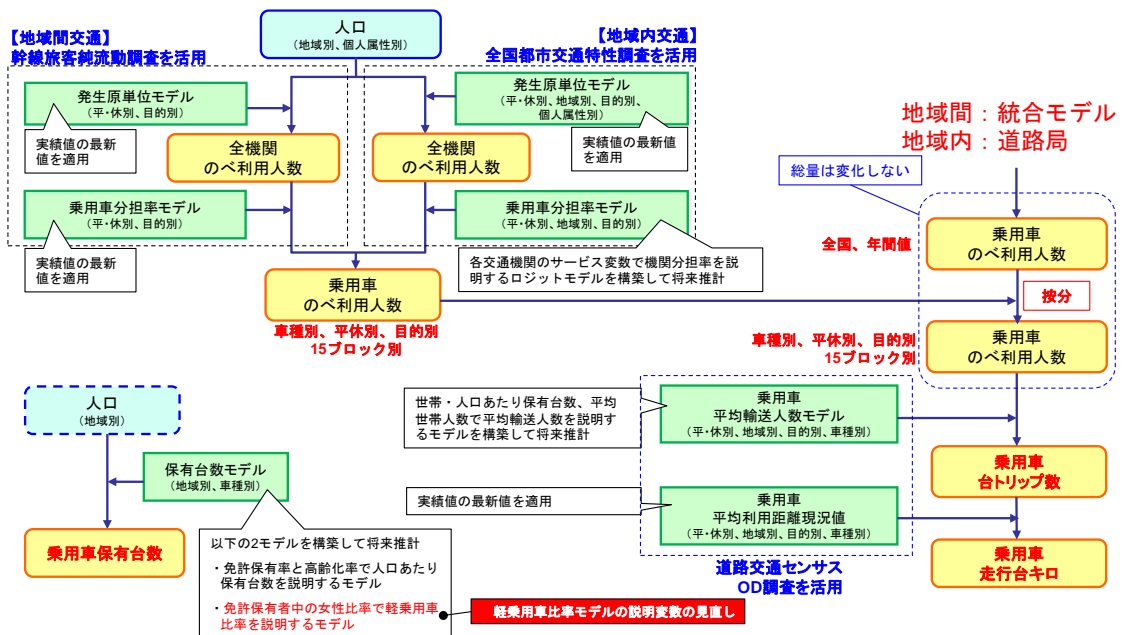 【地域間交通】
幹線旅客純流動調査を活用
人口
(地域別、個人属性別)
【地域内交通】
全国都市交通特性調査を活用
発生原単位モデル
(平・休別、目的別)
実績値の最新
値を適用
発生原単位モデル
(平・休別、地域別、目的別、
個人属性別)
実績値の最新値
を適用
全機関
のべ利用人数
全機関
のべ利用人数
乗用車分担率モデル
(平・休別、目的別)
実績値の最新
値を適用
乗用車分担率モデル
(平・休別、地域別、目的別)
各交通機関のサービス変数で機関分担率を説
明するロジットモデルを構築して将来推計
乗用車
のべ利用人数
車種別、平休別、目的別
15ブロック別
地域間：統合モデル
地域内：道路局
総量は変化しない
全国、年間値
乗用車
のべ利用人数
按分
車種別、平休別、目的別
15ブロック別
乗用車
のべ利用人数
人口
(地域別)
保有台数モデル
(地域別、車種別)
乗用車保有台数
以下の2モデルを構築して将来推計
・免許保有率と高齢化率で人口あたり
保有台数を説明するモデル
・免許保有者中の女性比率で軽乗用車
比率を説明するモデル
軽乗用車比率モデルの説明変数の見直し
世帯・人口あたり保有台数、平均
世帯人数で平均輸送人数を説明す
るモデルを構築して将来推計
乗用車
平均輸送人数モデル
(平・休別、地域別、目的別、車種別)
乗用車
台トリップ数
実績値の最新値を適用
乗用車
平均利用距離現況値
(平・休別、地域別、目的別、車種別)
道路交通センサス
OD調査を活用
乗用車
走行台キロ